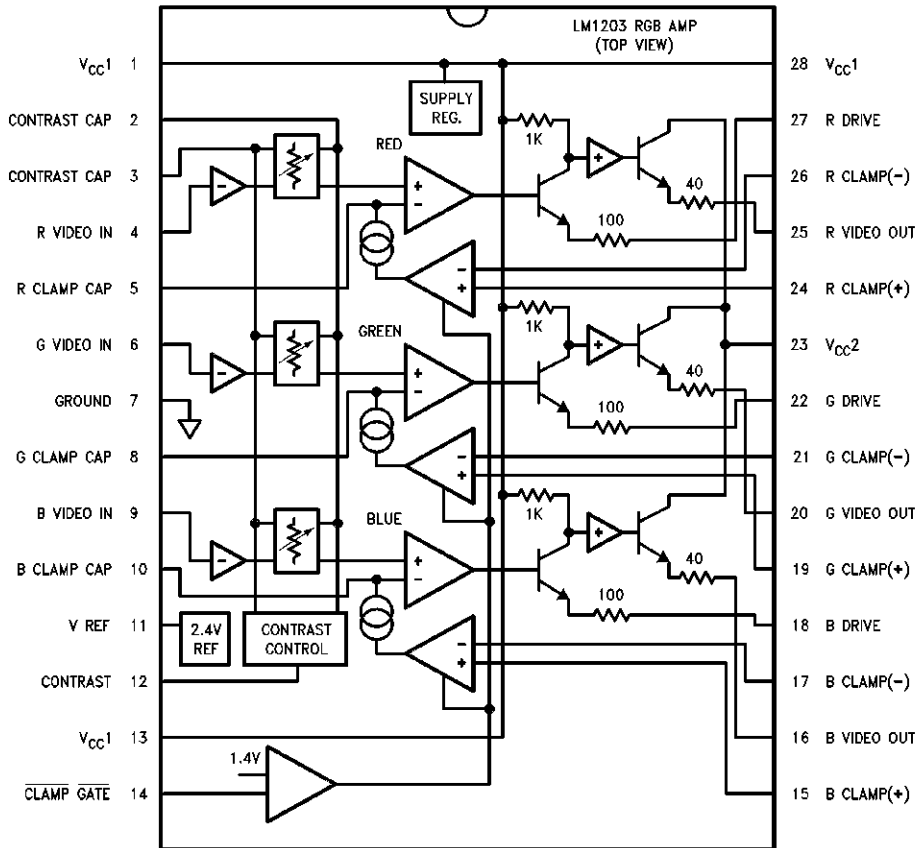 LM1203 RGB AMP
(TOP VIEW)
VCC1 1
CONTRAST CAP 2
CONTRAST CAP 3
R VIDEO IN 4
R CLAMP CAP 5
G VIDEO IN 6
GROUND 7
G CLAMP CAP 8
B VIDEO IN 9
B CLAMP CAP 10
V REF 11
CONTRAST 12
VCC1 13
CLAMP GATE 14
SUPPLY
REG.
RED
+
−
−
−
+
1K
+
40
100
GREEN
+
−
−
−
+
1K
+
40
100
BLUE
+
−
−
−
+
1K
+
40
100
2.4V
REF
CONTRAST
CONTROL
1.4V
28 VCC1
27 R DRIVE
26 R CLAMP(−)
25 R VIDEO OUT
24 R CLAMP(+)
23 VCC2
22 G DRIVE
21 G CLAMP(−)
20 G VIDEO OUT
19 G CLAMP(+)
18 B DRIVE
17 B CLAMP(−)
16 B VIDEO OUT
15 B CLAMP(+)